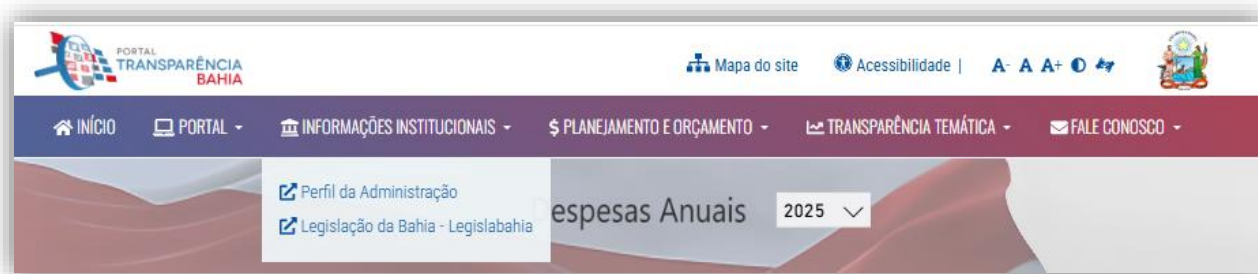 PORTAL
TRANSPARÊNCIA
BAHIA
Mapa do site
Acessibilidade |
A- A A+
INÍCIO
PORTAL
INFORMAÇÕES INSTITUCIONAIS
$ PLANEJAMENTO E ORÇAMENTO
TRANSPARÊNCIA TEMÁTICA
FALE CONOSCO
Perfil da Administração
Legislação da Bahia - Legislabahia
espesas Anuais
2025